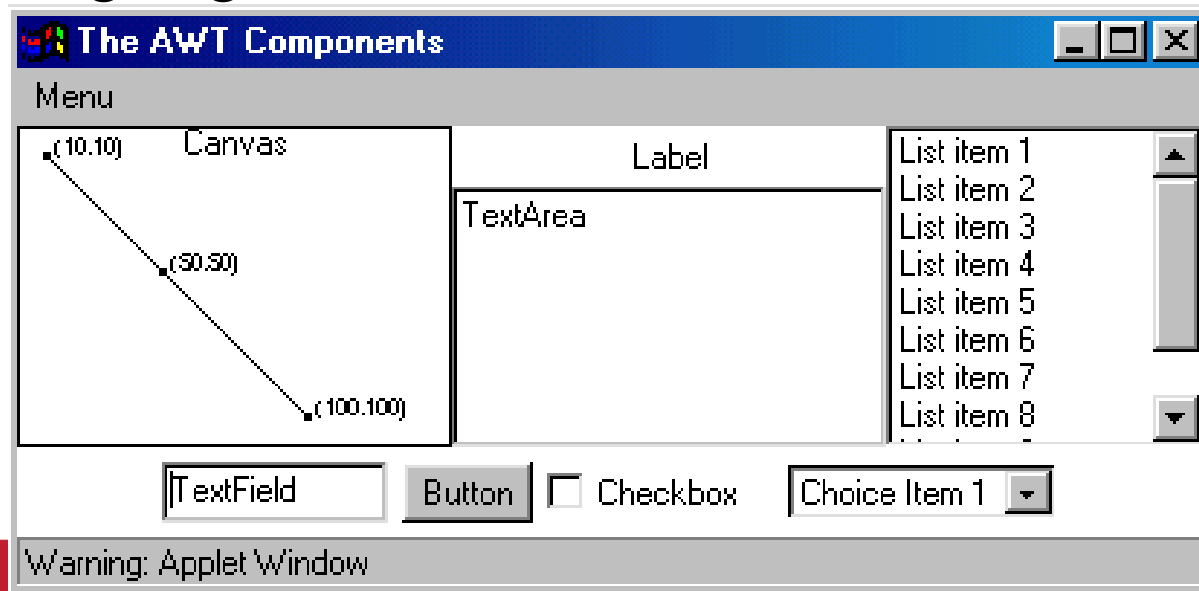 The AWT Components
Menu
(10.10) Canvas
(50.50)
(100.100)
Label
TextArea
List item 1
List item 2
List item 3
List item 4
List item 5
List item 6
List item 7
List item 8
TextField Button Checkbox Choice Item 1
Warning: Applet Window